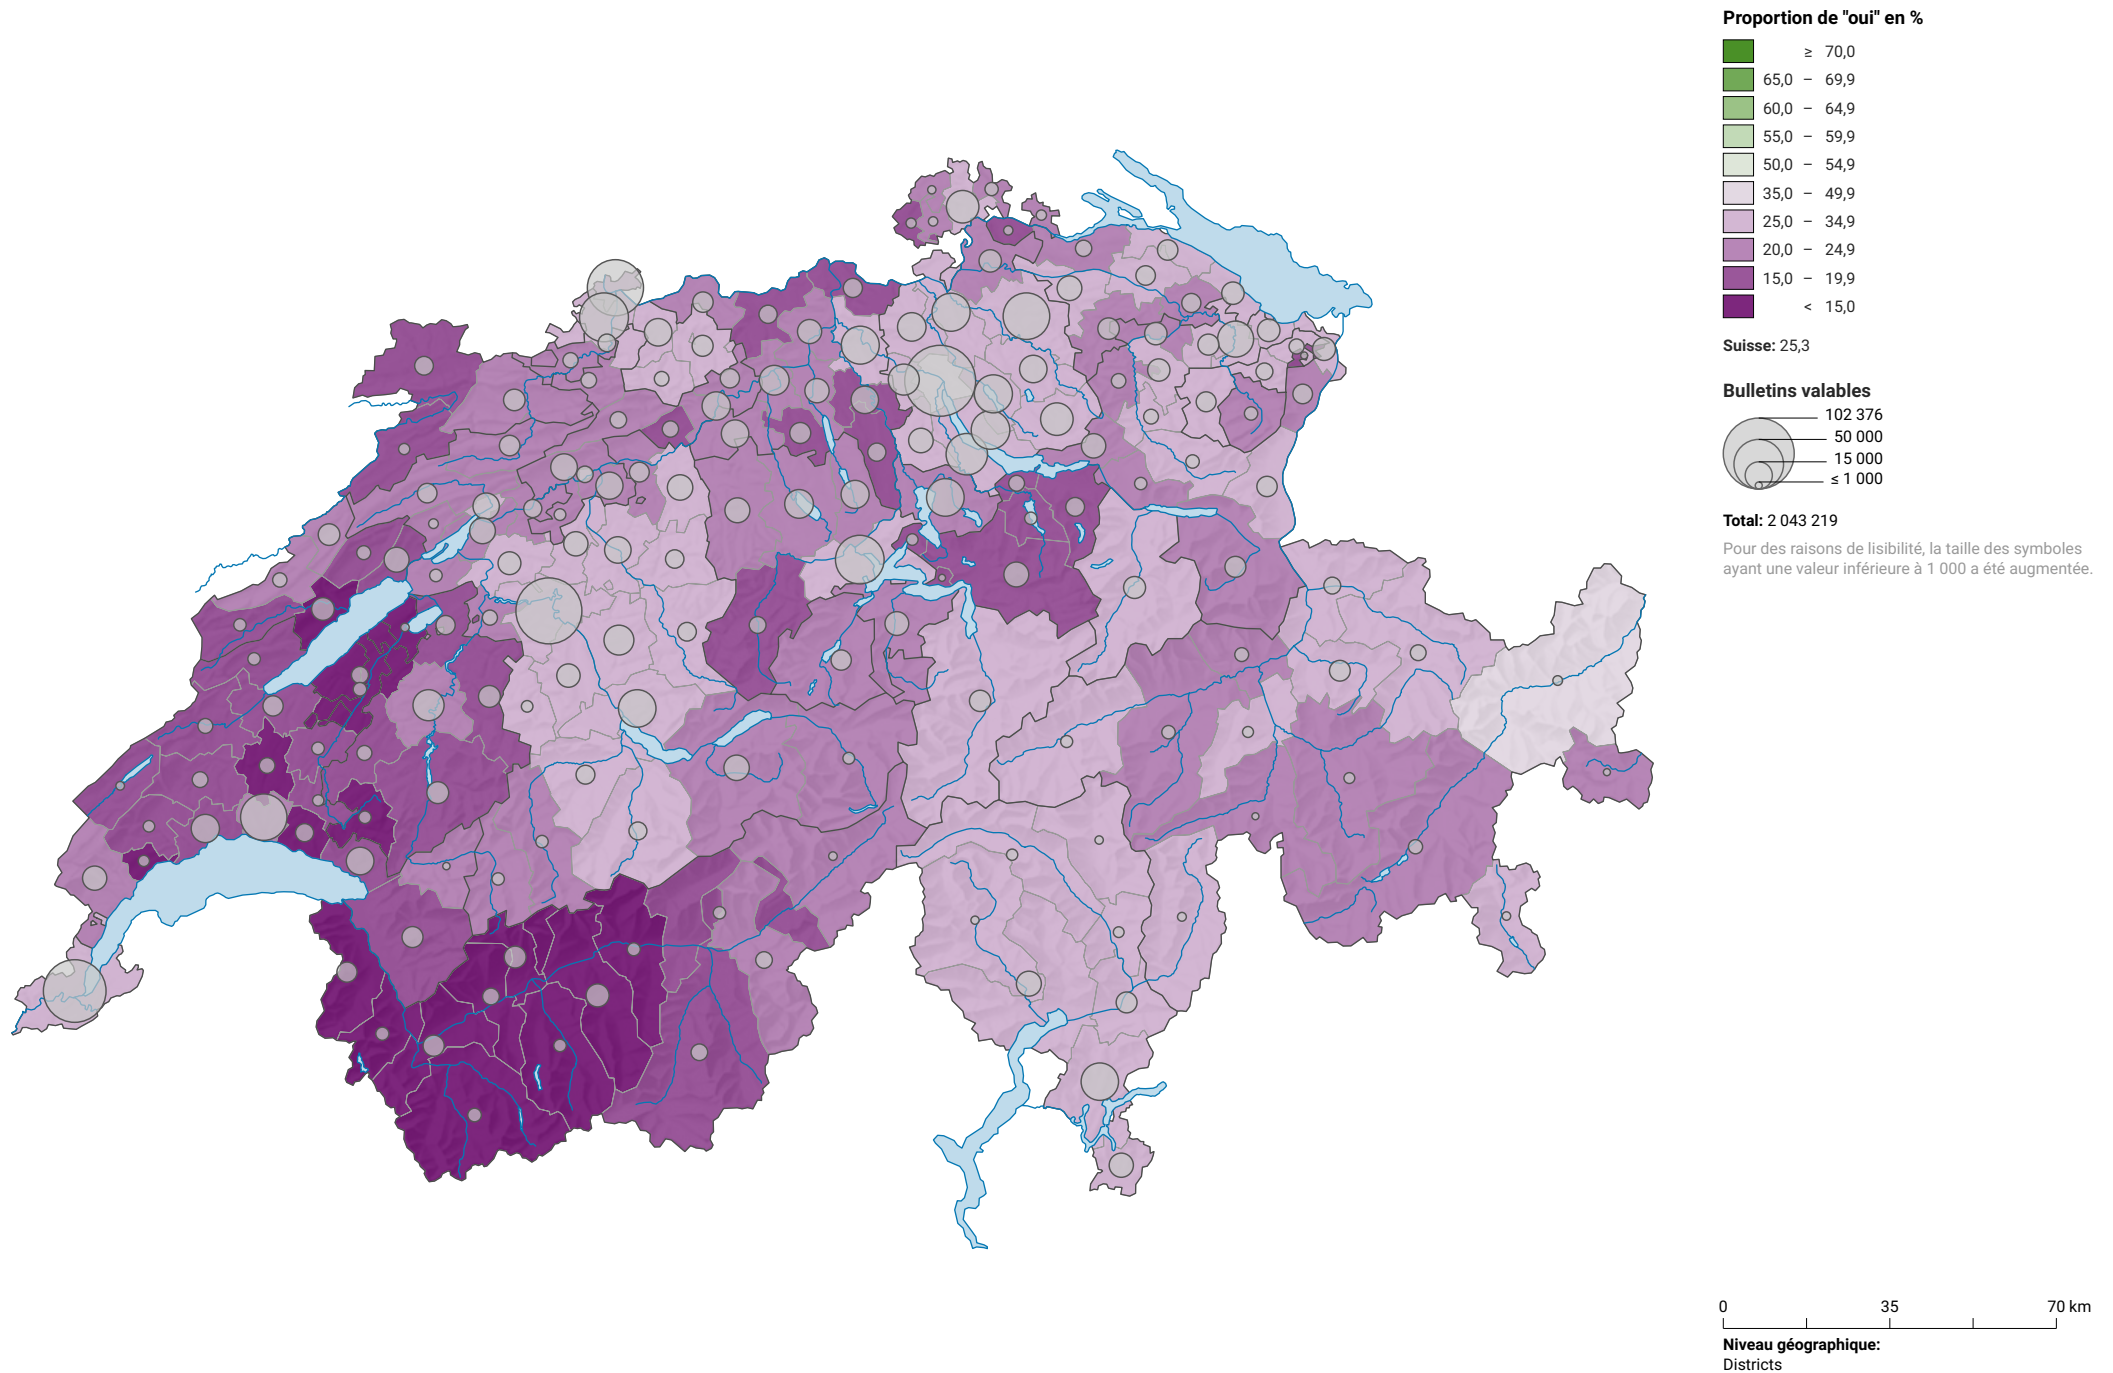 Proportion de "oui" en %
≥ 70,0
65,0 – 69,9
60,0 – 64,9
55,0 – 59,9
50,0 – 54,9
35,0 – 49,9
25,0 – 34,9
20,0 – 24,9
15,0 – 19,9
< 15,0
Suisse: 25,3
Bulletins valables
102 376
50 000
15 000
≤ 1 000
Total: 2 043 219
Pour des raisons de lisibilité, la taille des symboles
ayant une valeur inférieure à 1 000 a été augmentée.
0 35 70 km
Niveau géographique:
Districts